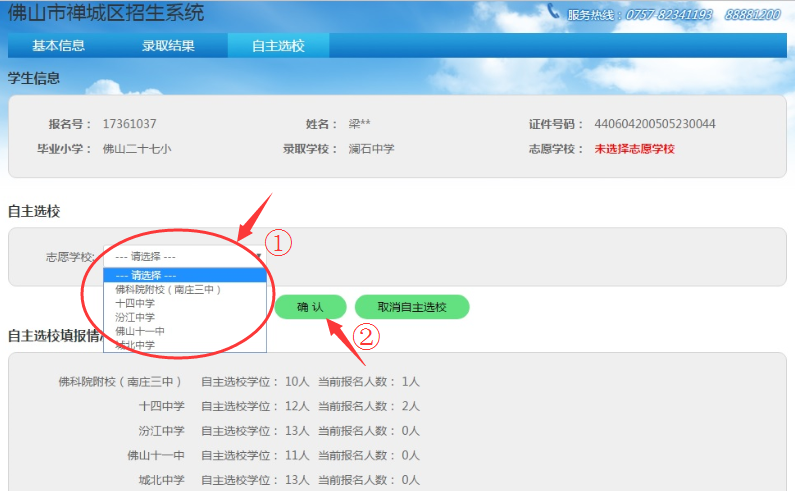 佛山市禅城区招生系统
服务热线：0757-82341193 88881200
基本信息 录取结果 自主选校
学生信息
报名号： 17361037 姓名： 梁** 证件号码： 440604200505230044
毕业小学： 佛山二十七小 录取学校： 澜石中学 志愿学校： 未选择志愿学校
自主选校
①
志愿学校: --- 请选择 ---
--- 请选择 ---
佛科院附校（南庄三中）
十四中学
汾江中学
佛山十一中
城北中学
确 认 取消自主选校
②
自主选校填报情
佛科院附校（南庄三中） 自主选校学位： 10人 当前报名人数： 1人
十四中学 自主选校学位： 12人 当前报名人数： 2人
汾江中学 自主选校学位： 13人 当前报名人数： 0人
佛山十一中 自主选校学位： 11人 当前报名人数： 0人
城北中学 自主选校学位： 13人 当前报名人数： 0人